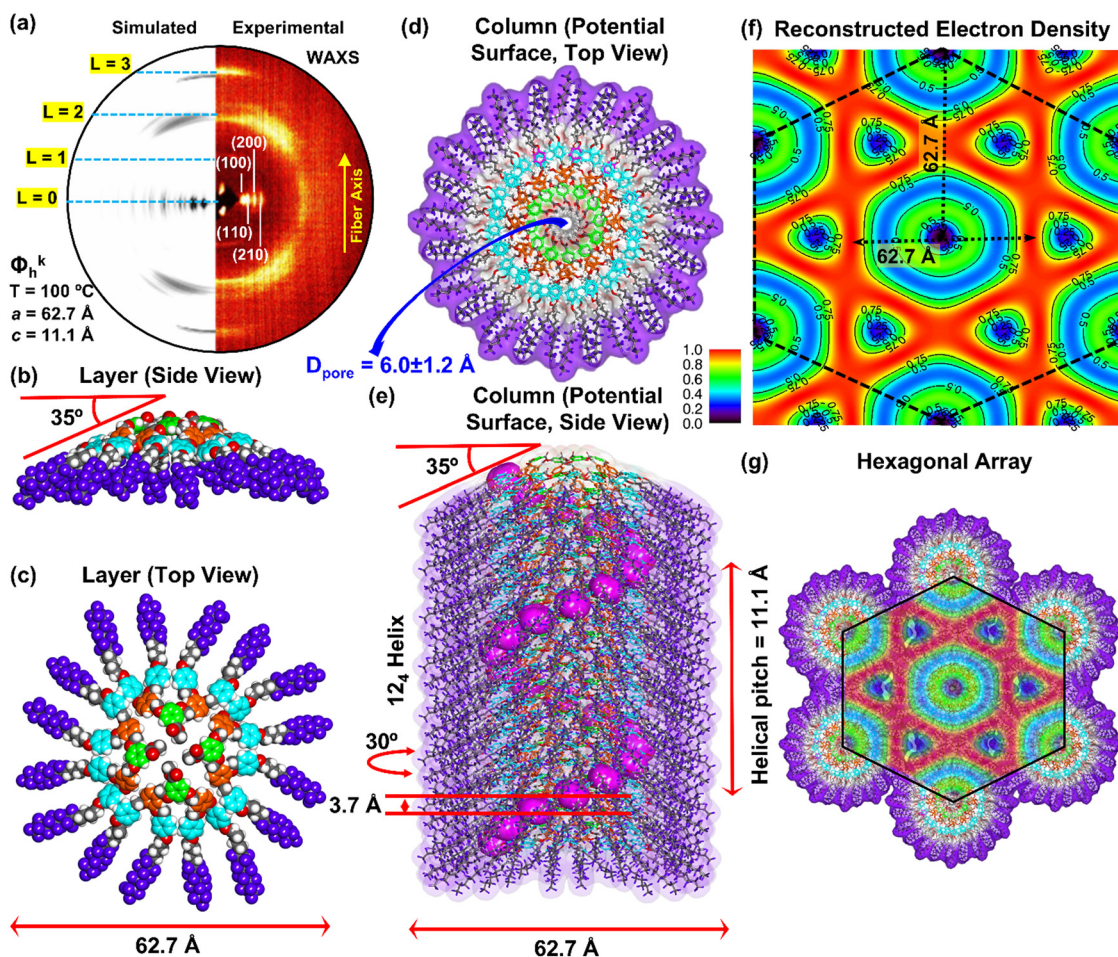 (a)
Simulated
Experimental
WAXS
L = 3
L = 2
L = 1
L=0
(200)
(100)
(110)
(210)
Fiber Axis
Φhk
T = 100 ºC
a = 62.7 Å
c = 11.1 Å
(b)
Layer (Side View)
35º
(c)
Layer (Top View)
62.7 Å
(d)
Column (Potential
Surface, Top View)
Dpore = 6.0±1.2 Å
(e)
Column (Potential
Surface, Side View)
35º
12₄ Helix
30º
3.7 Å
Helical pitch = 11.1 Å
62.7 Å
1.0
0.8
0.6
0.4
0.2
0.0
(f)
Reconstructed Electron Density
62.7 Å
62.7 Å
(g)
Hexagonal Array